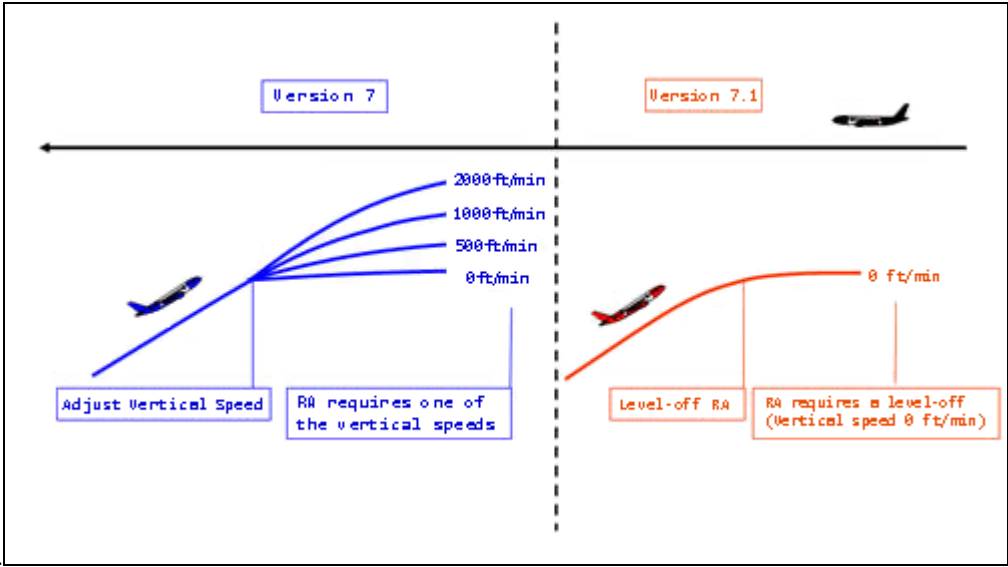 Version 7
Version 7.1
2000ft/min
1000ft/min
500ft/min
0ft/min
0 ft/min
Adjust Vertical Speed
RA requires one of
the vertical speeds
Level-off RA
RA requires a level-off
(Vertical speed 0 ft/min)